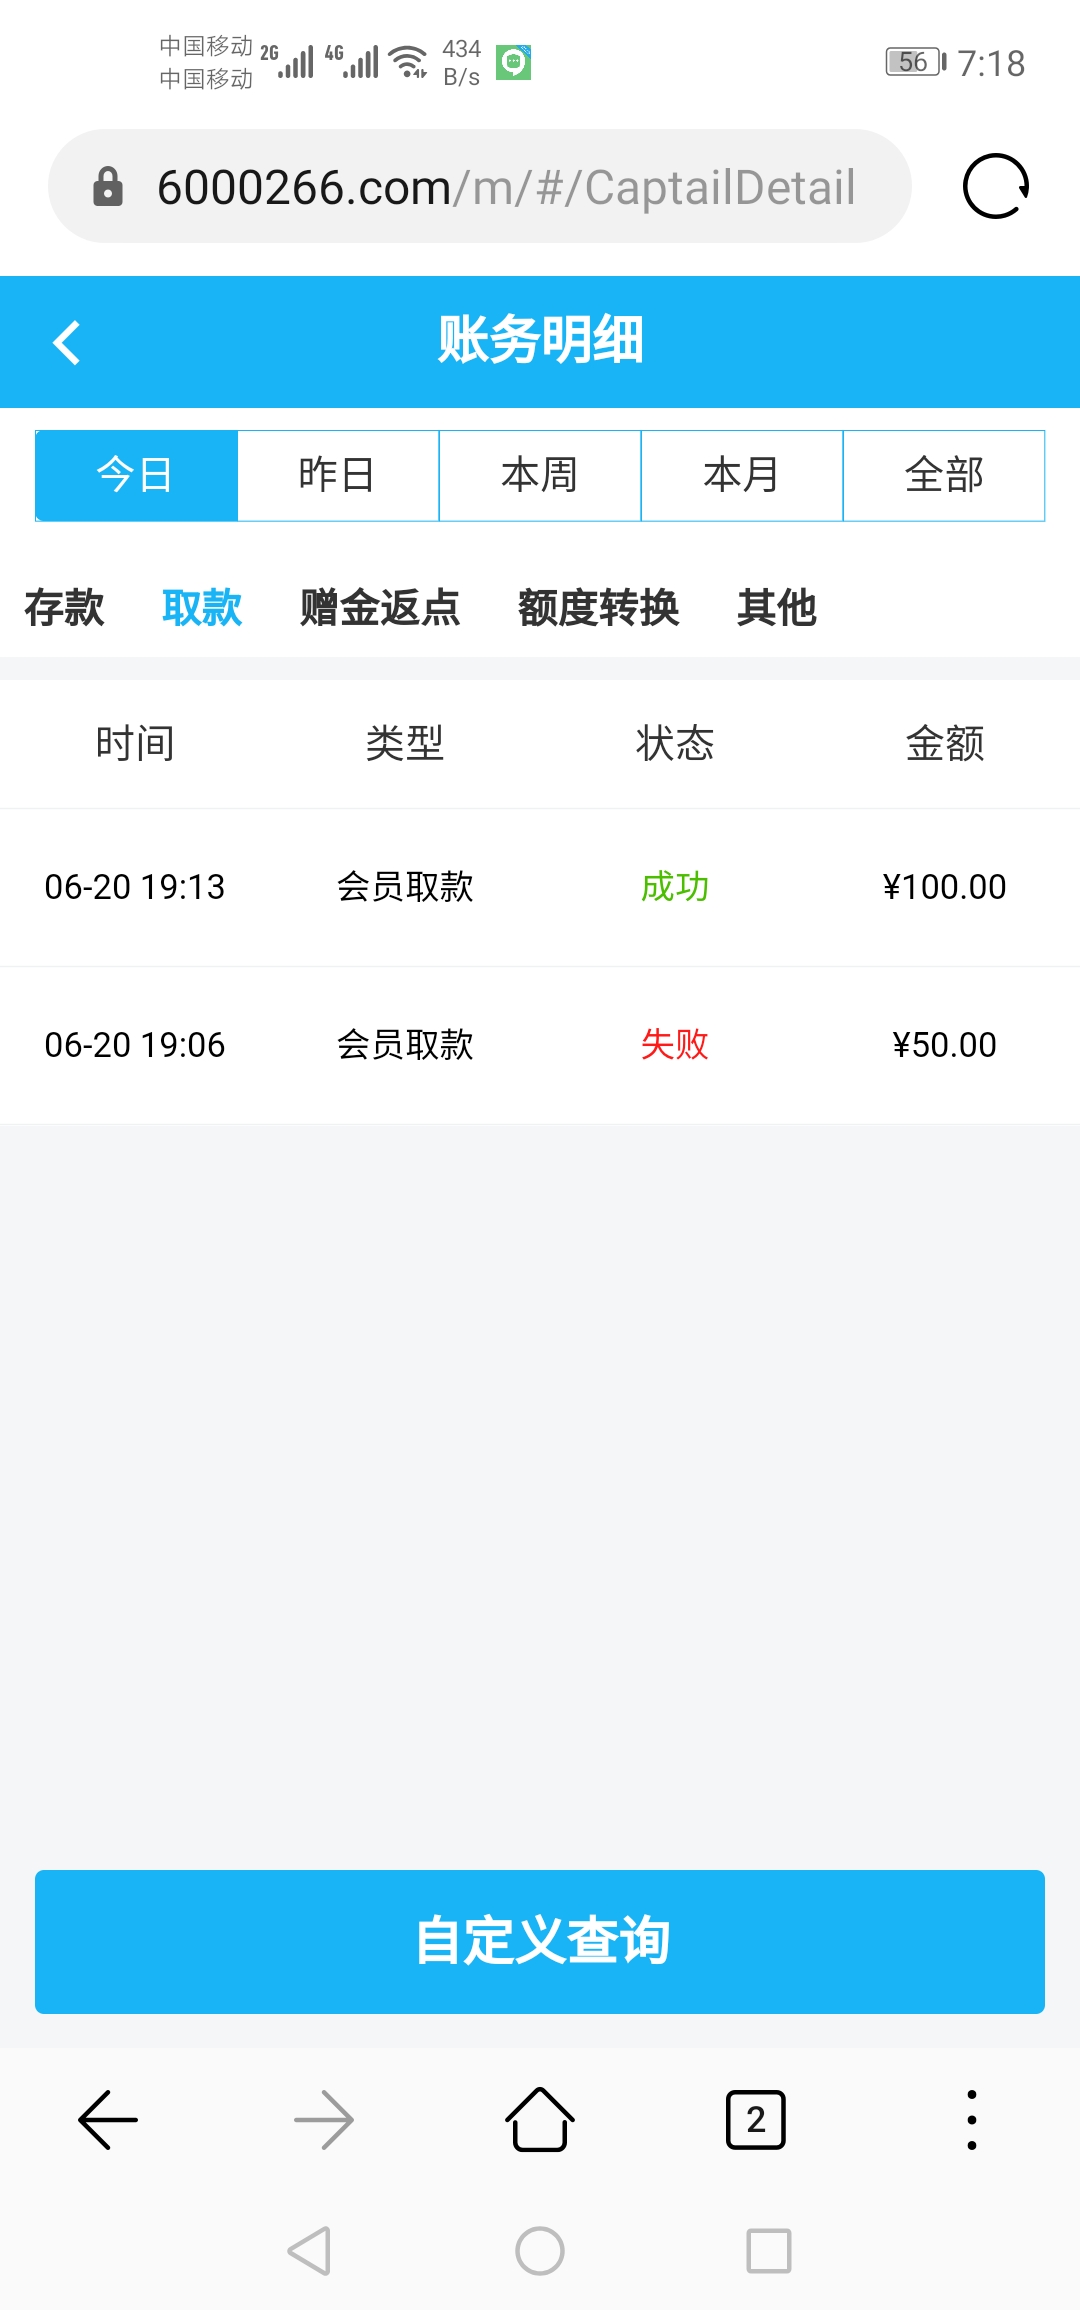 中国移动 2G 4G 434 56 7:18
中国移动 B/s
6000266.com/m/#/CaptailDetail
账务明细
今日 昨日 本周 本月 全部
存款 取款 赠金返点 额度转换 其他
时间 类型 状态 金额
06-20 19:13 会员取款 成功 ¥100.00
06-20 19:06 会员取款 失败 ¥50.00
自定义查询
2